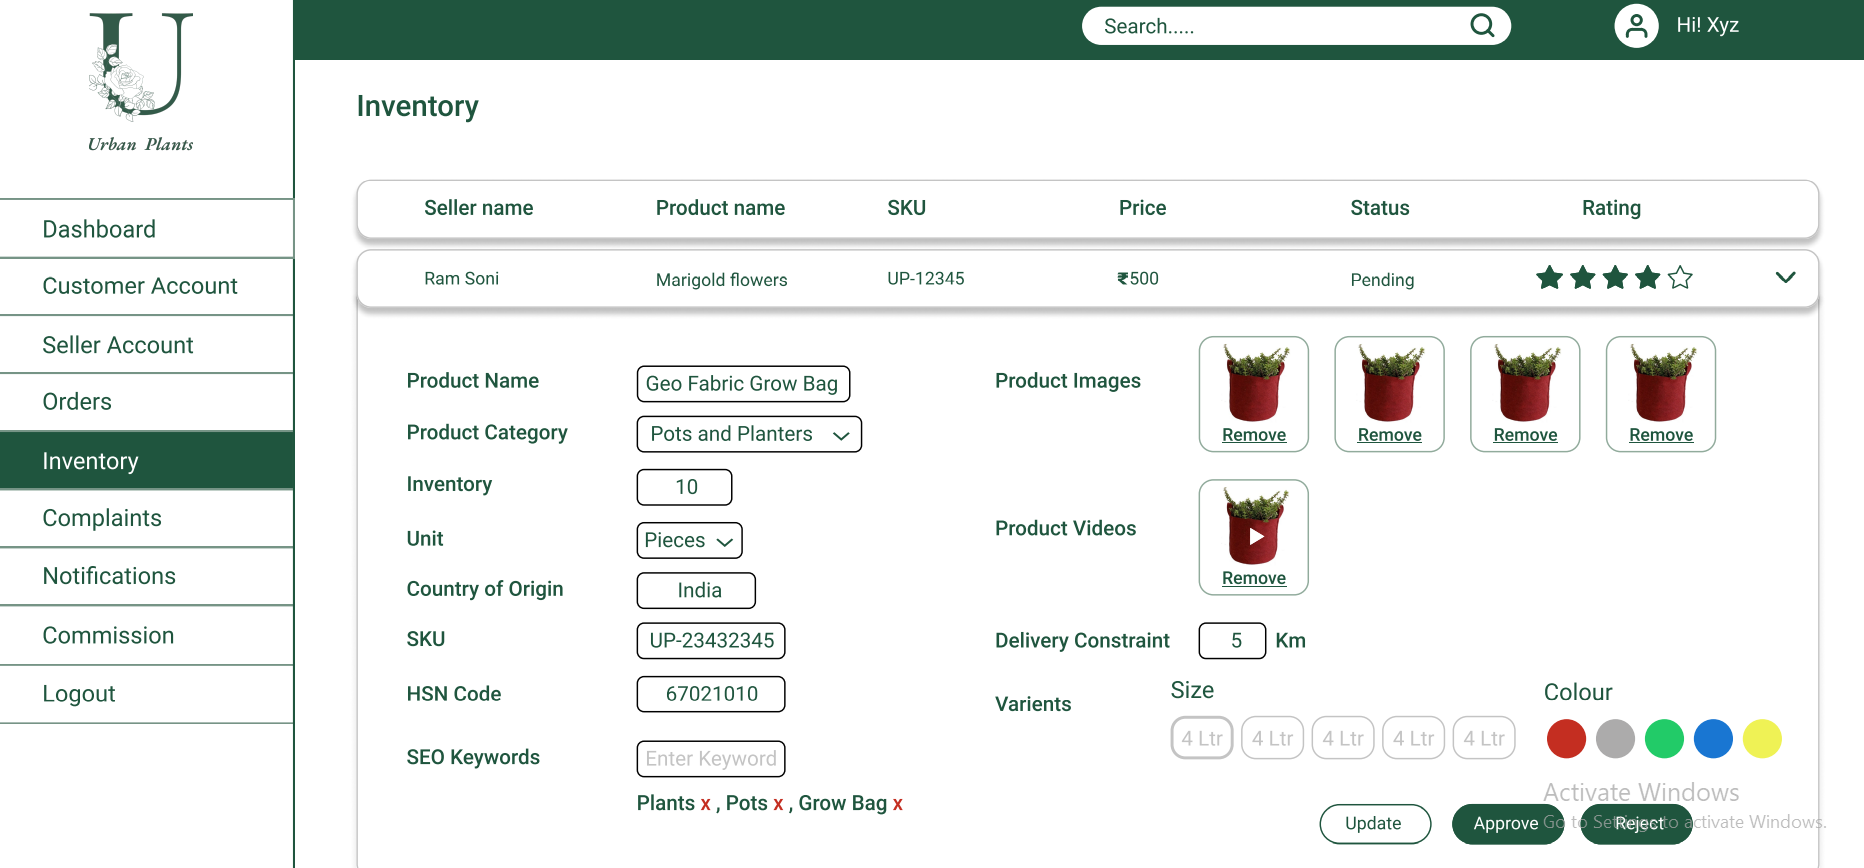 U
Urban Plants
Search.....
Hi! Xyz
Dashboard
Customer Account
Seller Account
Orders
Inventory
Complaints
Notifications
Commission
Logout
Inventory
Seller name Product name SKU Price Status Rating
Ram Soni Marigold flowers UP-12345 ₹500 Pending
Product Name Geo Fabric Grow Bag
Product Category Pots and Planters
Inventory 10
Unit Pieces
Country of Origin India
SKU UP-23432345
HSN Code 67021010
SEO Keywords Enter Keyword
Plants x , Pots x , Grow Bag x
Product Images
Remove Remove Remove Remove
Product Videos
Remove
Delivery Constraint 5 Km
Varients
Size
4 Ltr 4 Ltr 4 Ltr 4 Ltr 4 Ltr
Colour
Update Approve Reject
Activate Windows
Go to Settings to activate Windows.